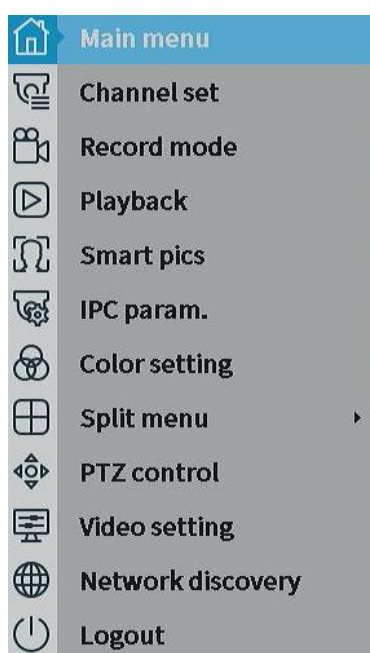 Main menu
Channel set
Record mode
Playback
Smart pics
IPC param.
Color setting
Split menu
PTZ control
Video setting
Network discovery
Logout